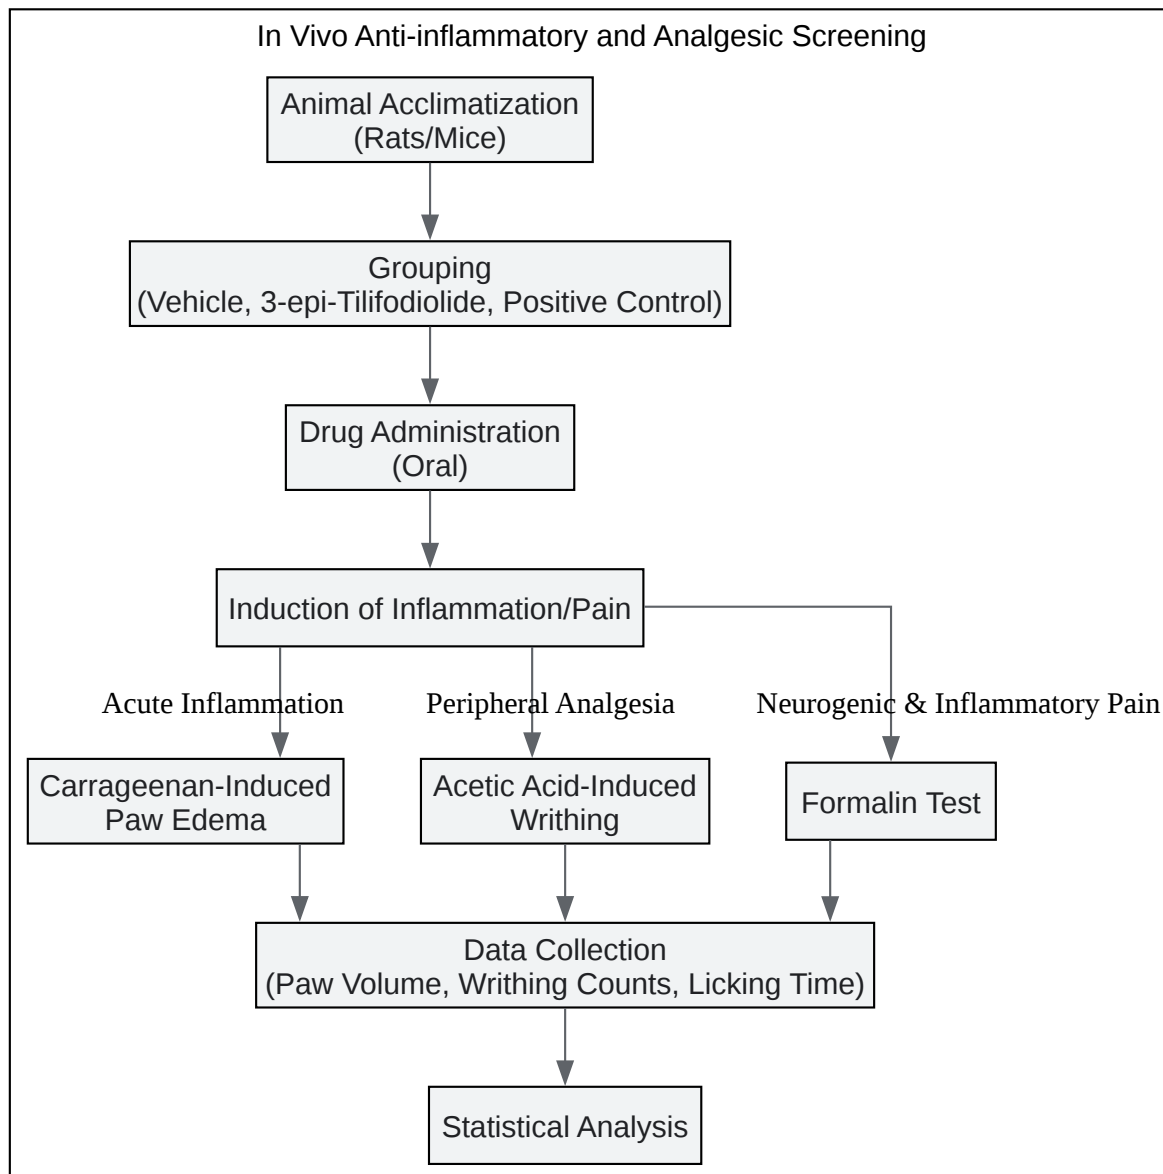 In Vivo Anti-inflammatory and Analgesic Screening
Animal Acclimatization
(Rats/Mice)
Grouping
(Vehicle, 3-epi-Tilifodiolide, Positive Control)
Drug Administration
(Oral)
Induction of Inflammation/Pain
Acute Inflammation
Peripheral Analgesia
Neurogenic & Inflammatory Pain
Carrageenan-Induced
Paw Edema
Acetic Acid-Induced
Writhing
Formalin Test
Data Collection
(Paw Volume, Writhing Counts, Licking Time)
Statistical Analysis